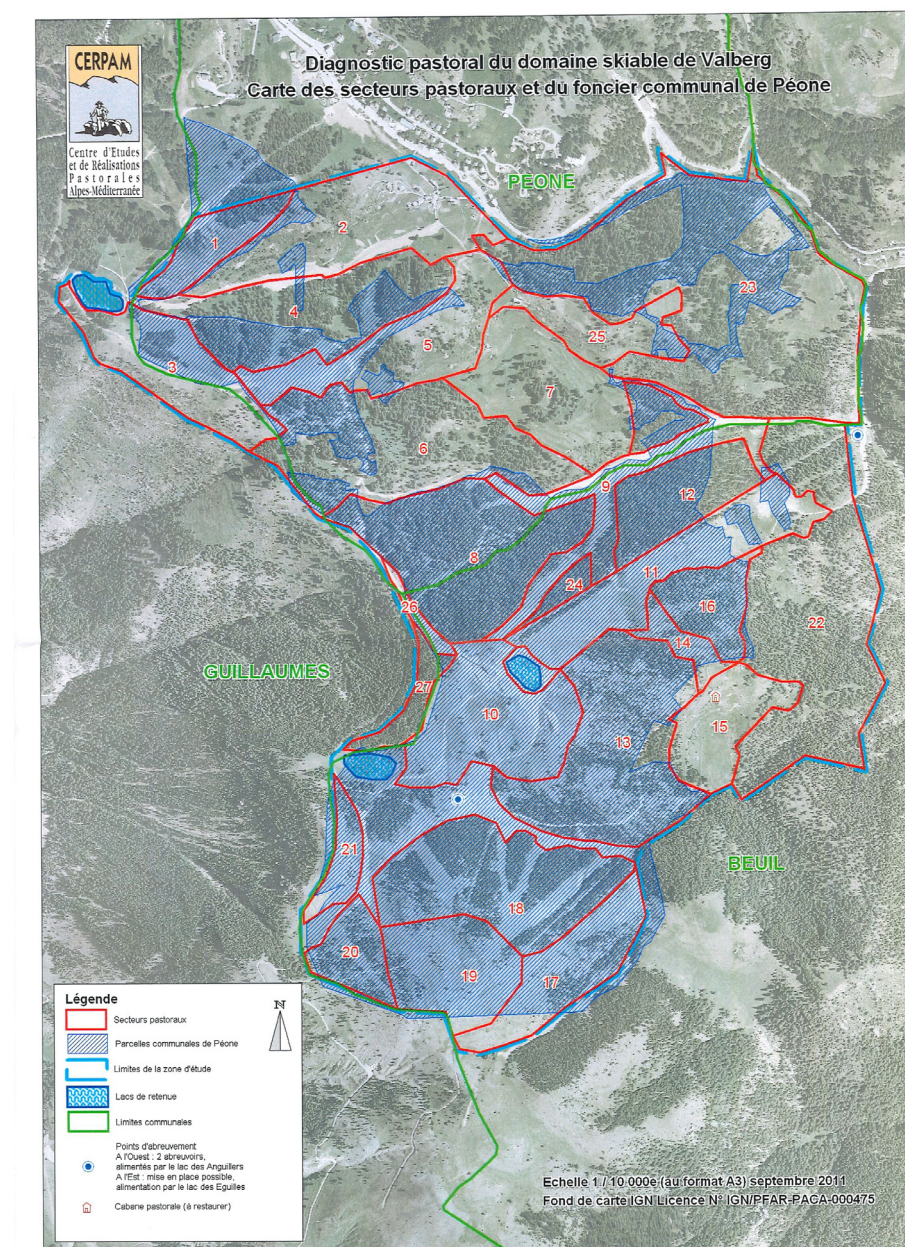 Diagnostic pastoral du domaine skiable de Valberg
Carte des secteurs pastoraux et du foncier communal de Péone
CERPAM
Centre d'Etudes
et de Réalisations
Pastorales
Alpes-Méditerranée
PEONE
1
2
23
4
3
25
5
7
6
9
12
8
24
11
26
16
22
14
GUILLAUMES
27
10
15
13
21
BEUIL
18
20
19
17
Légende
Secteurs pastoraux
Parcelles communales de Péone
Limites de la zone d'étude
Lacs de retenue
Limites communales
Points d'abreuvement
A l'Ouest : 2 abreuvoirs,
alimentés par le lac des Anguillers
A l'Est : mise en place possible,
alimentation par le lac des Eguilles
Cabane pastorale (à restaurer)
N
Echelle 1 / 10 000e (au format A3) septembre 2011
Fond de carte IGN Licence N° IGN/PFAR-PACA-000475